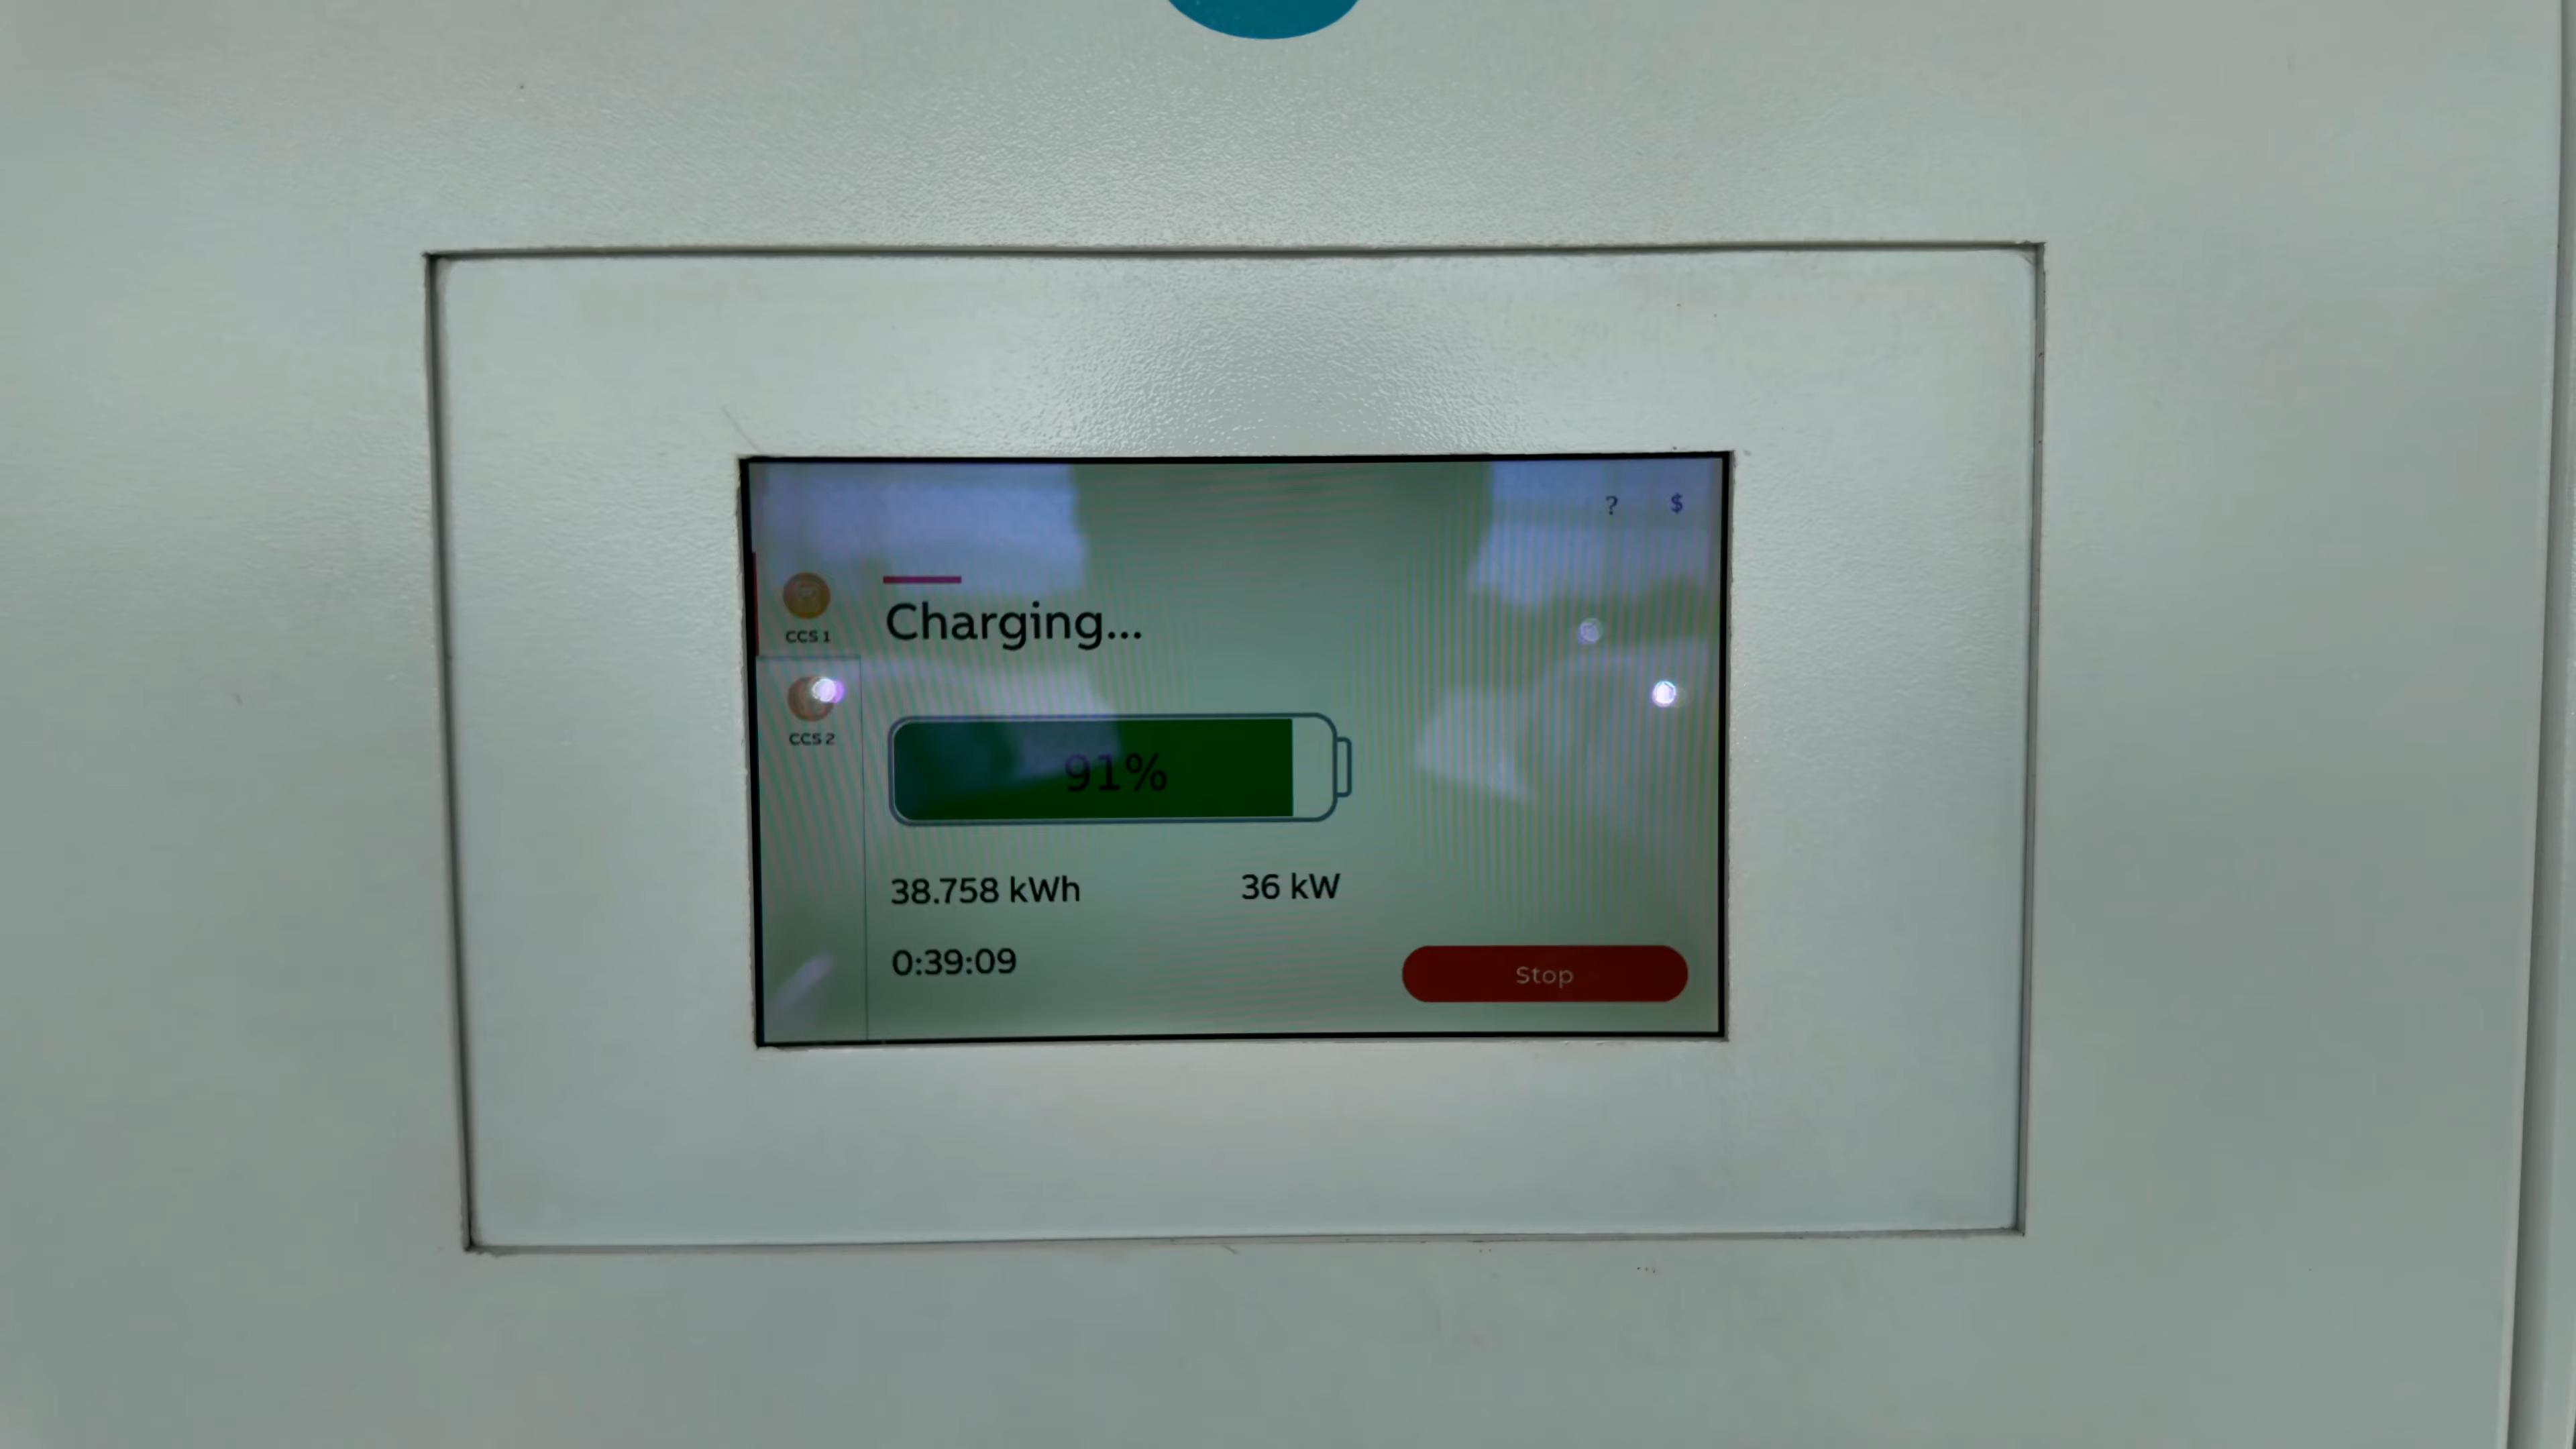 ? $
CCS 1
Charging...
CCS 2
91%
38.758 kWh 36 kW
0:39:09
Stop